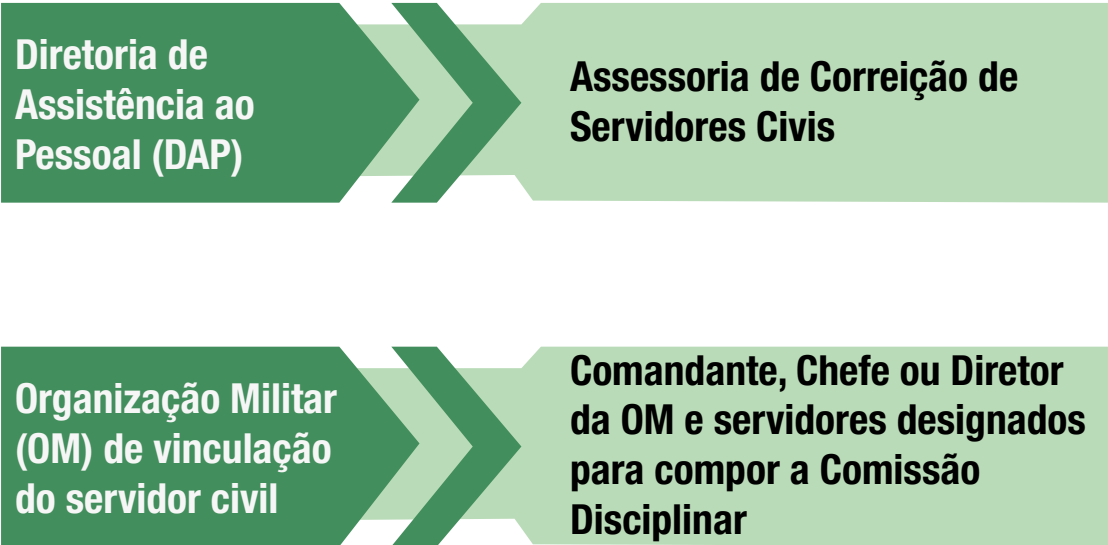 Diretoria de
Assistência ao
Pessoal (DAP)
Assessoria de Correição de
Servidores Civis
Organização Militar
(OM) de vinculação
do servidor civil
Comandante, Chefe ou Diretor
da OM e servidores designados
para compor a Comissão
Disciplinar